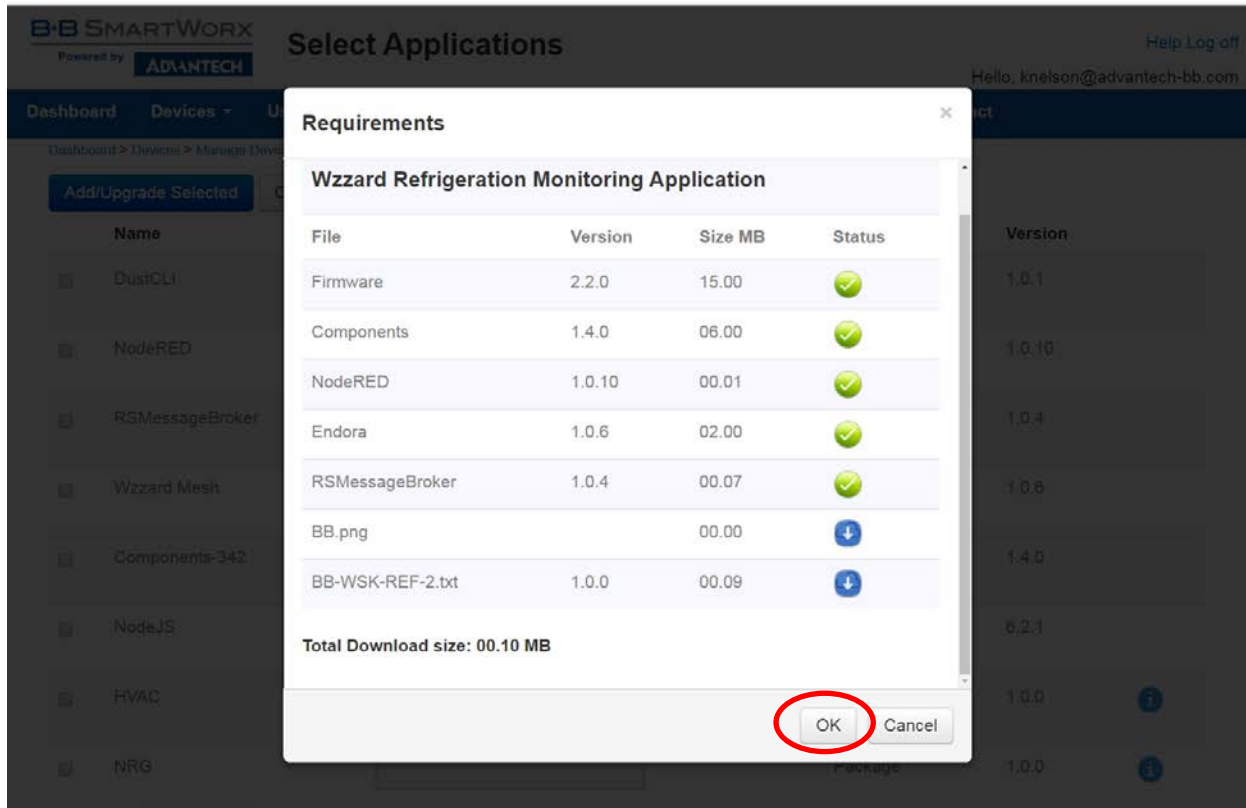 B+B SMARTWORX
Powered by ADVANTECH
Select Applications
Help Log off
Hello, knelson@advantech-bb.com
Dashboard Devices
Dashboard > Devices > Manage
Add/Upgrade Selected
Name Version
DustCLI 1.0.1
NodeRED 1.0.10
RSMessageBroker 1.0.4
Wzzard Mesh
Components-342 1.4.0
NodeJS 6.2.1
HVAC 1.0.0
NRG Package 1.0.0
Requirements ×
Wzzard Refrigeration Monitoring Application
File Version Size MB Status
Firmware 2.2.0 15.00
Components 1.4.0 06.00
NodeRED 1.0.10 00.01
Endora 1.0.6 02.00
RSMessageBroker 1.0.4 00.07
BB.png 00.00
BB-WSK-REF-2.txt 1.0.0 00.09
Total Download size: 00.10 MB
OK Cancel